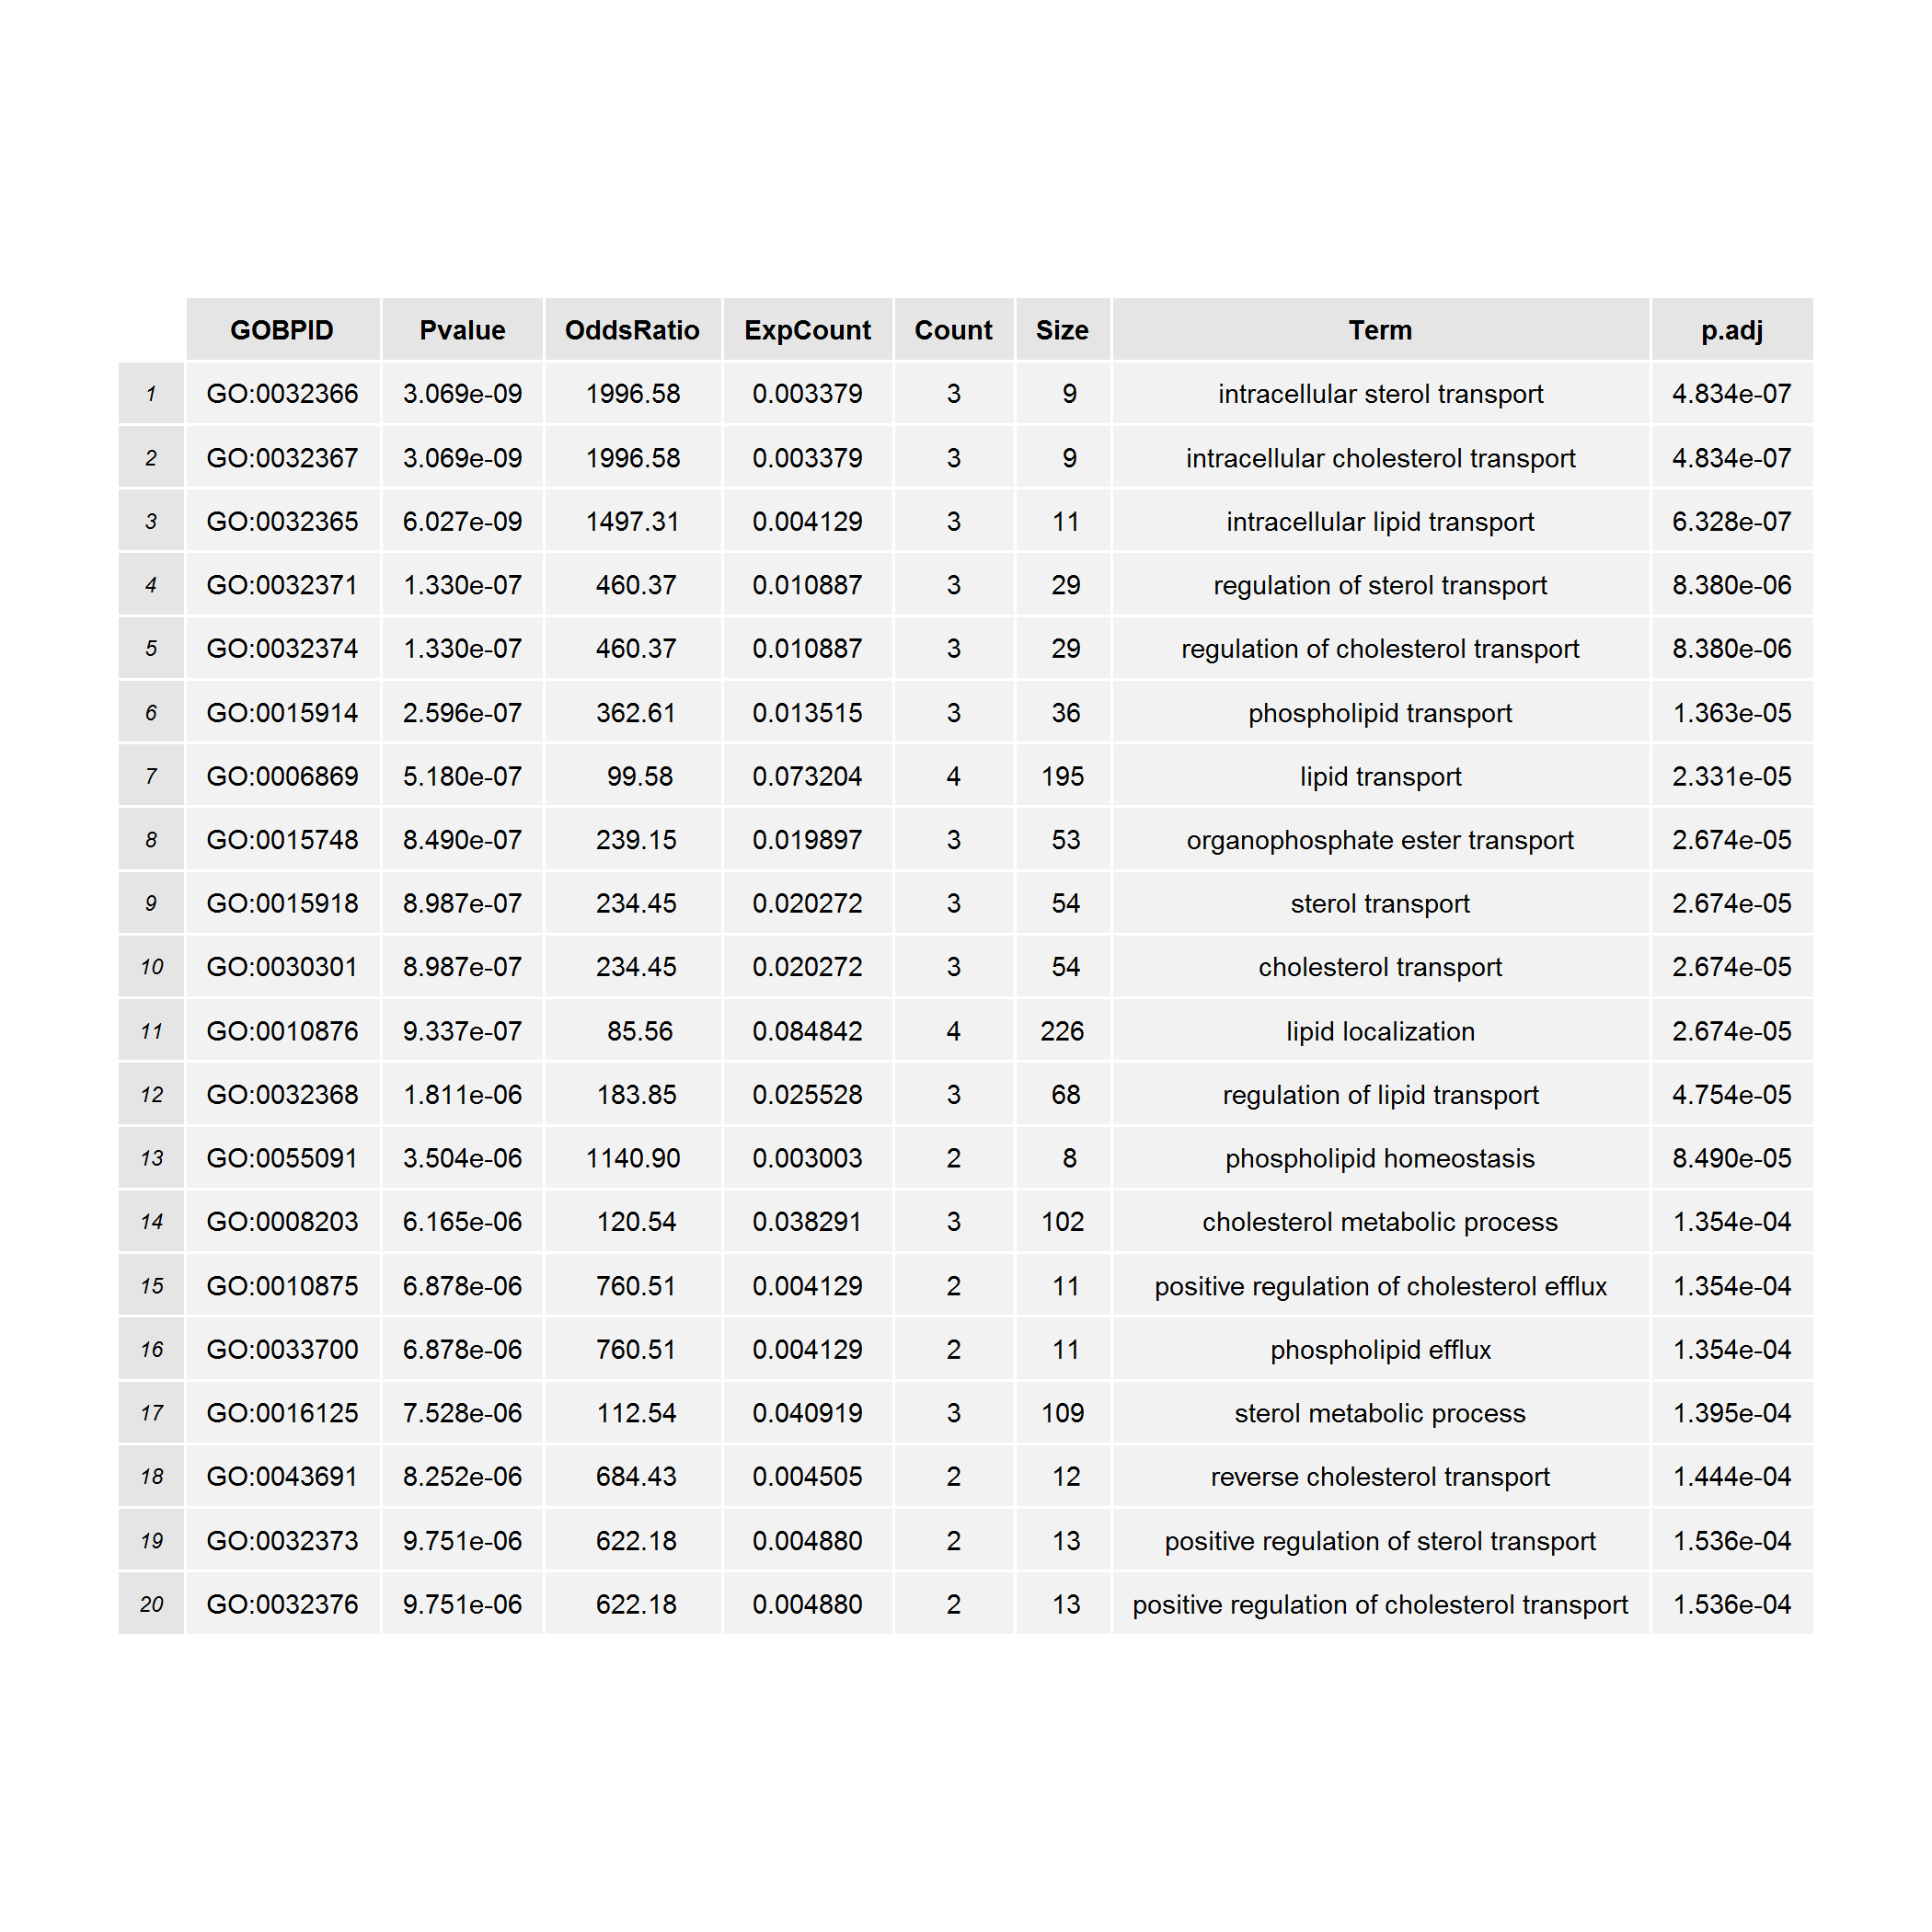 GOBPID Pvalue OddsRatio ExpCount Count Size Term p.adj
1 GO:0032366 3.069e-09 1996.58 0.003379 3 9 intracellular sterol transport 4.834e-07
2 GO:0032367 3.069e-09 1996.58 0.003379 3 9 intracellular cholesterol transport 4.834e-07
3 GO:0032365 6.027e-09 1497.31 0.004129 3 11 intracellular lipid transport 6.328e-07
4 GO:0032371 1.330e-07 460.37 0.010887 3 29 regulation of sterol transport 8.380e-06
5 GO:0032374 1.330e-07 460.37 0.010887 3 29 regulation of cholesterol transport 8.380e-06
6 GO:0015914 2.596e-07 362.61 0.013515 3 36 phospholipid transport 1.363e-05
7 GO:0006869 5.180e-07 99.58 0.073204 4 195 lipid transport 2.331e-05
8 GO:0015748 8.490e-07 239.15 0.019897 3 53 organophosphate ester transport 2.674e-05
9 GO:0015918 8.987e-07 234.45 0.020272 3 54 sterol transport 2.674e-05
10 GO:0030301 8.987e-07 234.45 0.020272 3 54 cholesterol transport 2.674e-05
11 GO:0010876 9.337e-07 85.56 0.084842 4 226 lipid localization 2.674e-05
12 GO:0032368 1.811e-06 183.85 0.025528 3 68 regulation of lipid transport 4.754e-05
13 GO:0055091 3.504e-06 1140.90 0.003003 2 8 phospholipid homeostasis 8.490e-05
14 GO:0008203 6.165e-06 120.54 0.038291 3 102 cholesterol metabolic process 1.354e-04
15 GO:0010875 6.878e-06 760.51 0.004129 2 11 positive regulation of cholesterol efflux 1.354e-04
16 GO:0033700 6.878e-06 760.51 0.004129 2 11 phospholipid efflux 1.354e-04
17 GO:0016125 7.528e-06 112.54 0.040919 3 109 sterol metabolic process 1.395e-04
18 GO:0043691 8.252e-06 684.43 0.004505 2 12 reverse cholesterol transport 1.444e-04
19 GO:0032373 9.751e-06 622.18 0.004880 2 13 positive regulation of sterol transport 1.536e-04
20 GO:0032376 9.751e-06 622.18 0.004880 2 13 positive regulation of cholesterol transport 1.536e-04